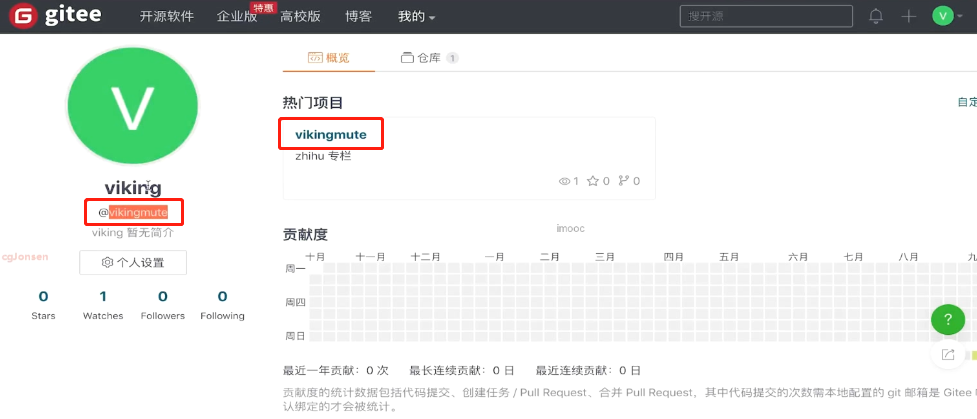 gitee 开源软件 企业版 特惠 高校版 博客 我的 搜开源 V
V
viking
@vikingmute
viking 暂无简介
个人设置
0 1 0 0
Stars Watches Followers Following
cgJonsen
概览 仓库 1
热门项目
自定
vikingmute
zhihu 专栏
1 0 0
贡献度
imooc
十月 十一月 十二月 一月 二月 三月 四月 五月 六月 七月 八月 九
周一
周四
周日
?
最近一年贡献：0 次 最长连续贡献：0 日 最近连续贡献：0 日
贡献度的统计数据包括代码提交、创建任务 / Pull Request、合并 Pull Request，其中代码提交的次数需本地配置的 git 邮箱是 Gitee
认绑定的才会被统计。